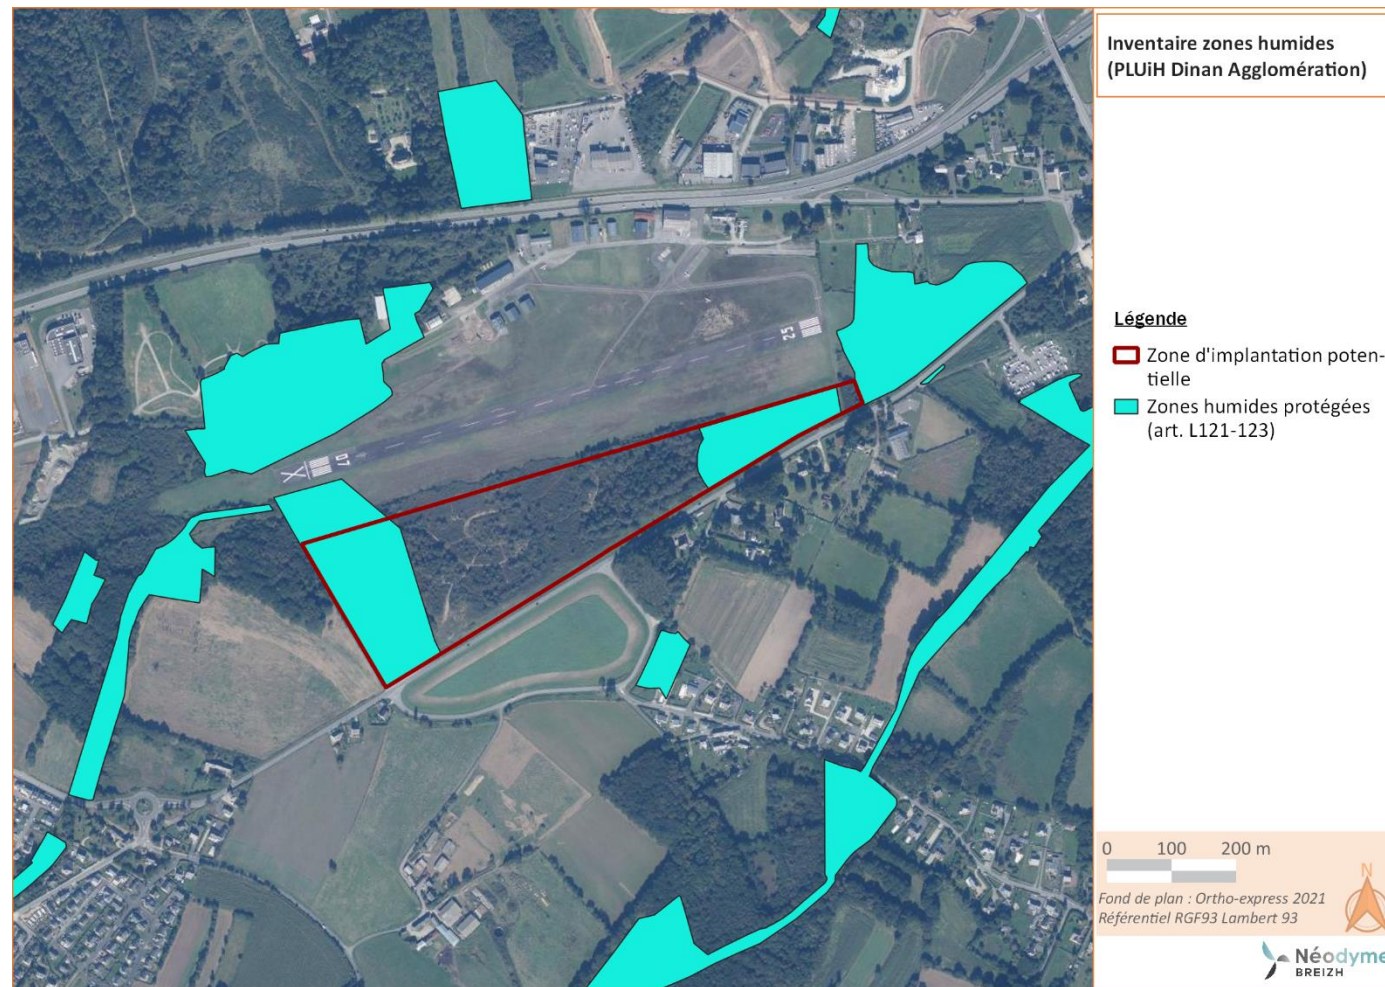 Inventaire zones humides
(PLUiH Dinan Agglomération)
Légende
Zone d'implantation poten-
tielle
Zones humides protégées
(art. L121-123)
25
07
0 100 200 m
Fond de plan : Ortho-express 2021
Référentiel RGF93 Lambert 93
N
Néodyme
BREIZH